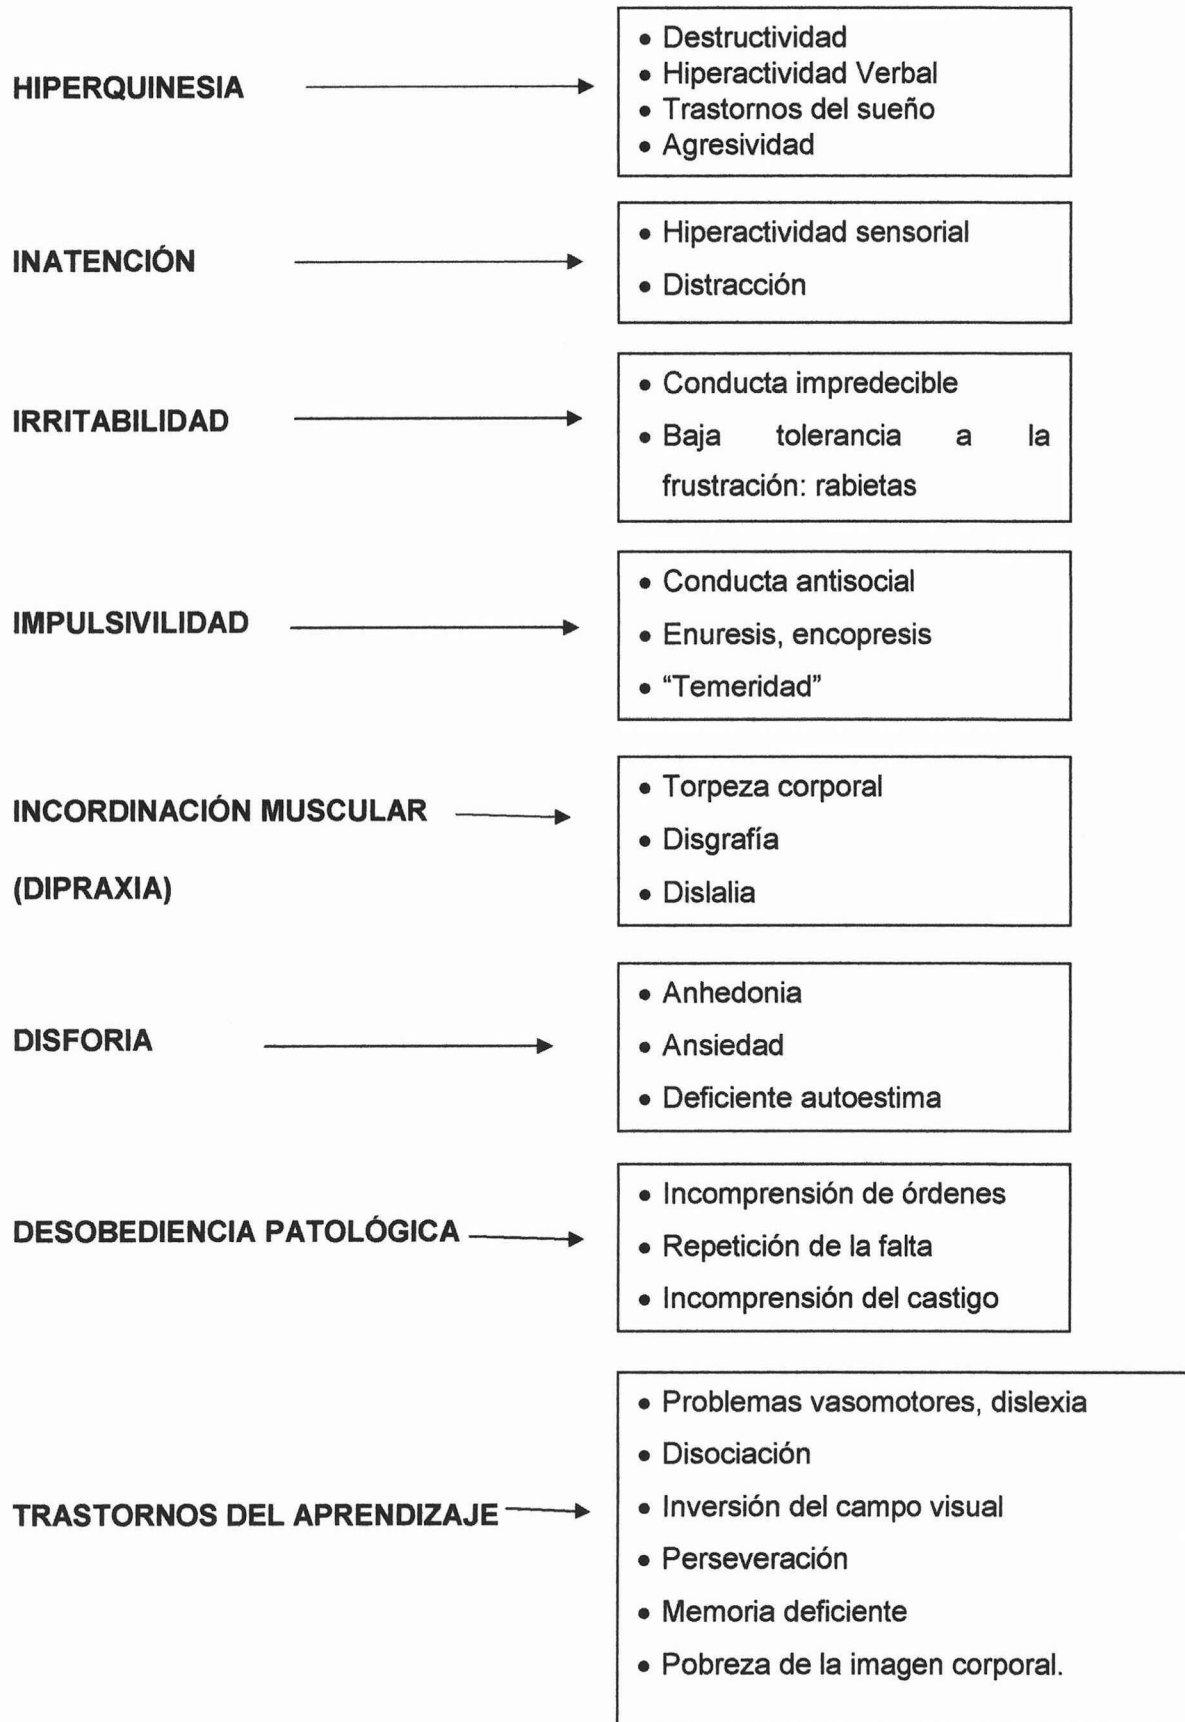 HIPERQUINESIA
• Destructividad
• Hiperactividad Verbal
• Trastornos del sueño
• Agresividad
INATENCIÓN
• Hiperactividad sensorial
• Distracción
IRRITABILIDAD
• Conducta impredecible
• Baja tolerancia a la
frustración: rabietas
IMPULSIVILIDAD
• Conducta antisocial
• Enuresis, encopresis
• “Temeridad”
INCORDINACIÓN MUSCULAR
(DIPRAXIA)
• Torpeza corporal
• Disgrafía
• Dislalia
DISFORIA
• Anhedonia
• Ansiedad
• Deficiente autoestima
DESOBEDIENCIA PATOLÓGICA
• Incomprensión de órdenes
• Repetición de la falta
• Incomprensión del castigo
TRASTORNOS DEL APRENDIZAJE
• Problemas vasomotores, dislexia
• Disociación
• Inversión del campo visual
• Perseveración
• Memoria deficiente
• Pobreza de la imagen corporal.